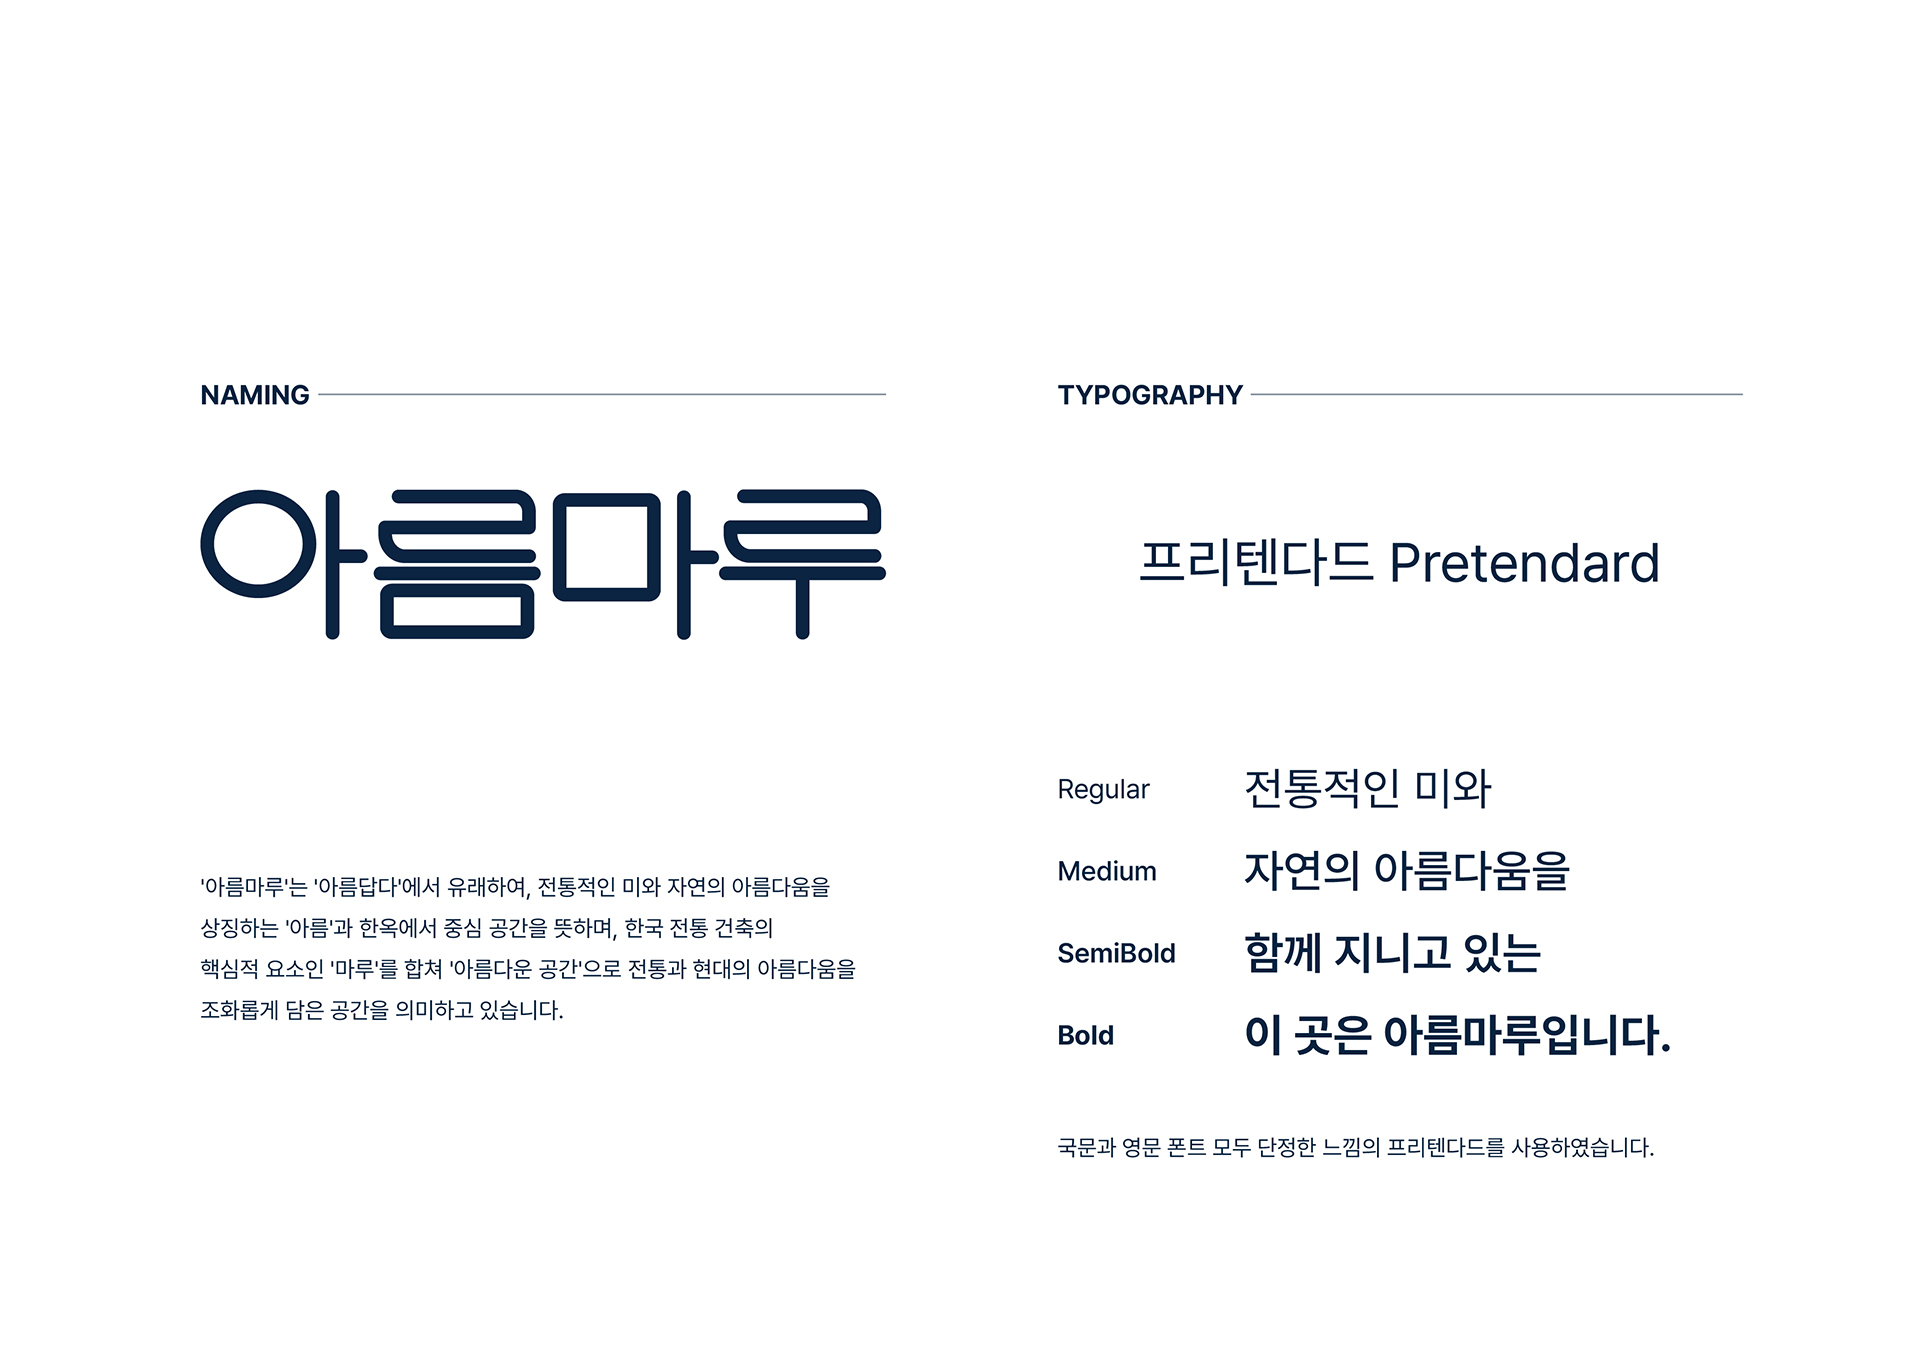 NAMING
아름마루
'아름마루'는 '아름답다'에서 유래하여, 전통적인 미와 자연의 아름다움을
상징하는 '아름'과 한옥에서 중심 공간을 뜻하며, 한국 전통 건축의
핵심적 요소인 '마루'를 합쳐 '아름다운 공간'으로 전통과 현대의 아름다움을
조화롭게 담은 공간을 의미하고 있습니다.
TYPOGRAPHY
프리텐다드 Pretendard
Regular 전통적인 미와
Medium 자연의 아름다움을
SemiBold 함께 지니고 있는
Bold 이 곳은 아름마루입니다.
국문과 영문 폰트 모두 단정한 느낌의 프리텐다드를 사용하였습니다.